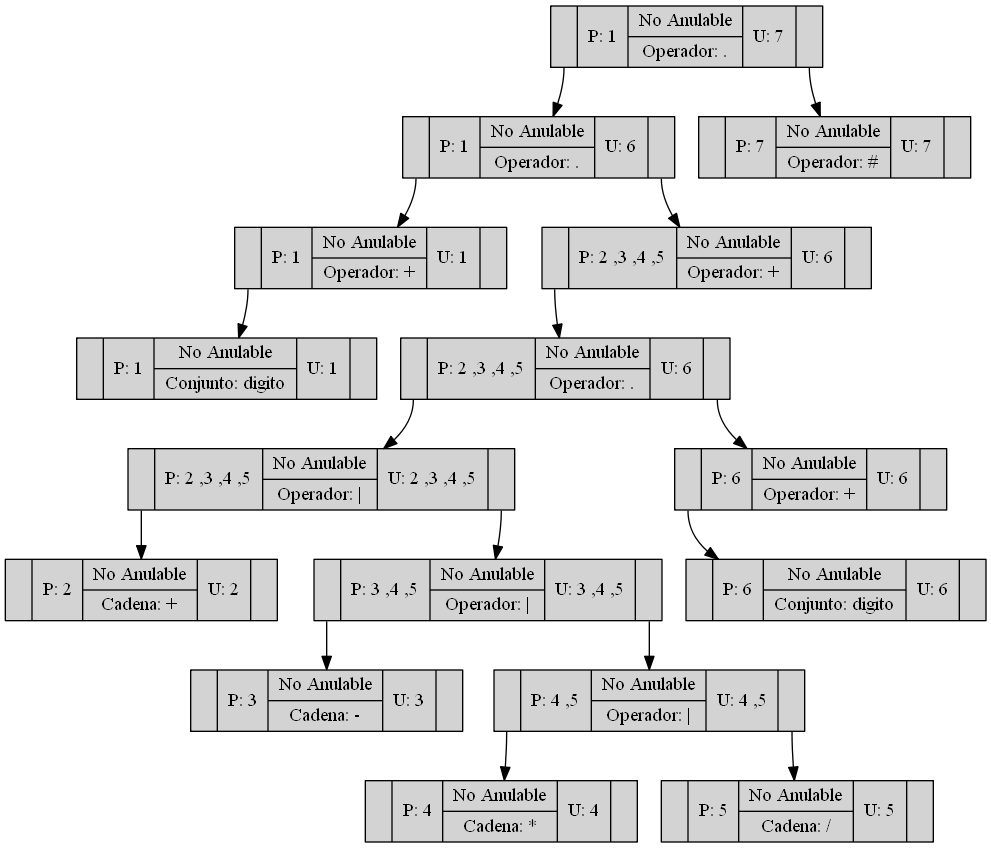 No Anulable
P: 1
U: 7
Operador: .
No Anulable
P: 1
U: 6
Operador: .
No Anulable
P: 7
U: 7
Operador: #
No Anulable
P: 1
U: 1
Operador: +
No Anulable
P: 2 ,3 ,4 ,5
U: 6
Operador: +
No Anulable
P: 1
U: 1
Conjunto: digito
No Anulable
P: 2 ,3 ,4 ,5
U: 6
Operador: .
No Anulable
P: 2 ,3 ,4 ,5
U: 2 ,3 ,4 ,5
Operador: |
No Anulable
P: 6
U: 6
Operador: +
No Anulable
P: 2
U: 2
Cadena: +
No Anulable
P: 3 ,4 ,5
U: 3 ,4 ,5
Operador: |
No Anulable
P: 6
U: 6
Conjunto: digito
No Anulable
P: 3
U: 3
Cadena: -
No Anulable
P: 4 ,5
U: 4 ,5
Operador: |
No Anulable
P: 4
U: 4
Cadena: *
No Anulable
P: 5
U: 5
Cadena: /